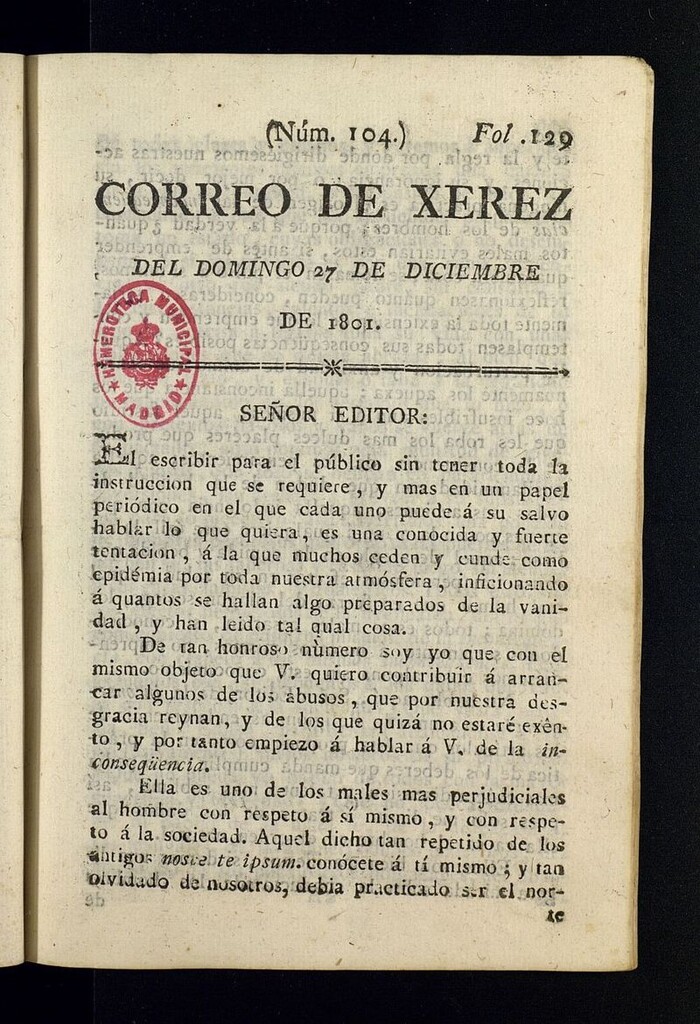 (Núm. 104.) Fol .129
CORREO DE XEREZ
DEL DOMINGO 27 DE DICIEMBRE
DE 1801.
HEMEROTECA MUNICIPAL
MADRID
SEÑOR EDITOR:
El escribir para el público sin tener toda la
instruccion que se requiere, y mas en un papel
periódico en el que cada uno puede á su salvo
hablar lo que quiera, es una conocida y fuerte
tentacion, á la que muchos ceden y cunde como
epidémia por toda nuestra atmósfera, inficionando
á quantos se hallan algo preparados de la vani-
dad, y han leido tal qual cosa.
De tan honroso nùmero soy yo que con el
mismo objeto que V. quiero contribuir á arran-
car algunos de los abusos, que por nuestra des-
gracia reynan, y de los que quizá no estaré exên-
to, y por tanto empiezo á hablar á V. de la in-
conseqüencia.
Ella es uno de los males mas perjudiciales
al hombre con respeto á sí mismo, y con respe-
to á la sociedad. Aquel dicho tan repetido de los
antigos nosce te ipsum. conócete á tí mismo; y tan
olvidado de nosotros, debia practicado ser el nor-
te